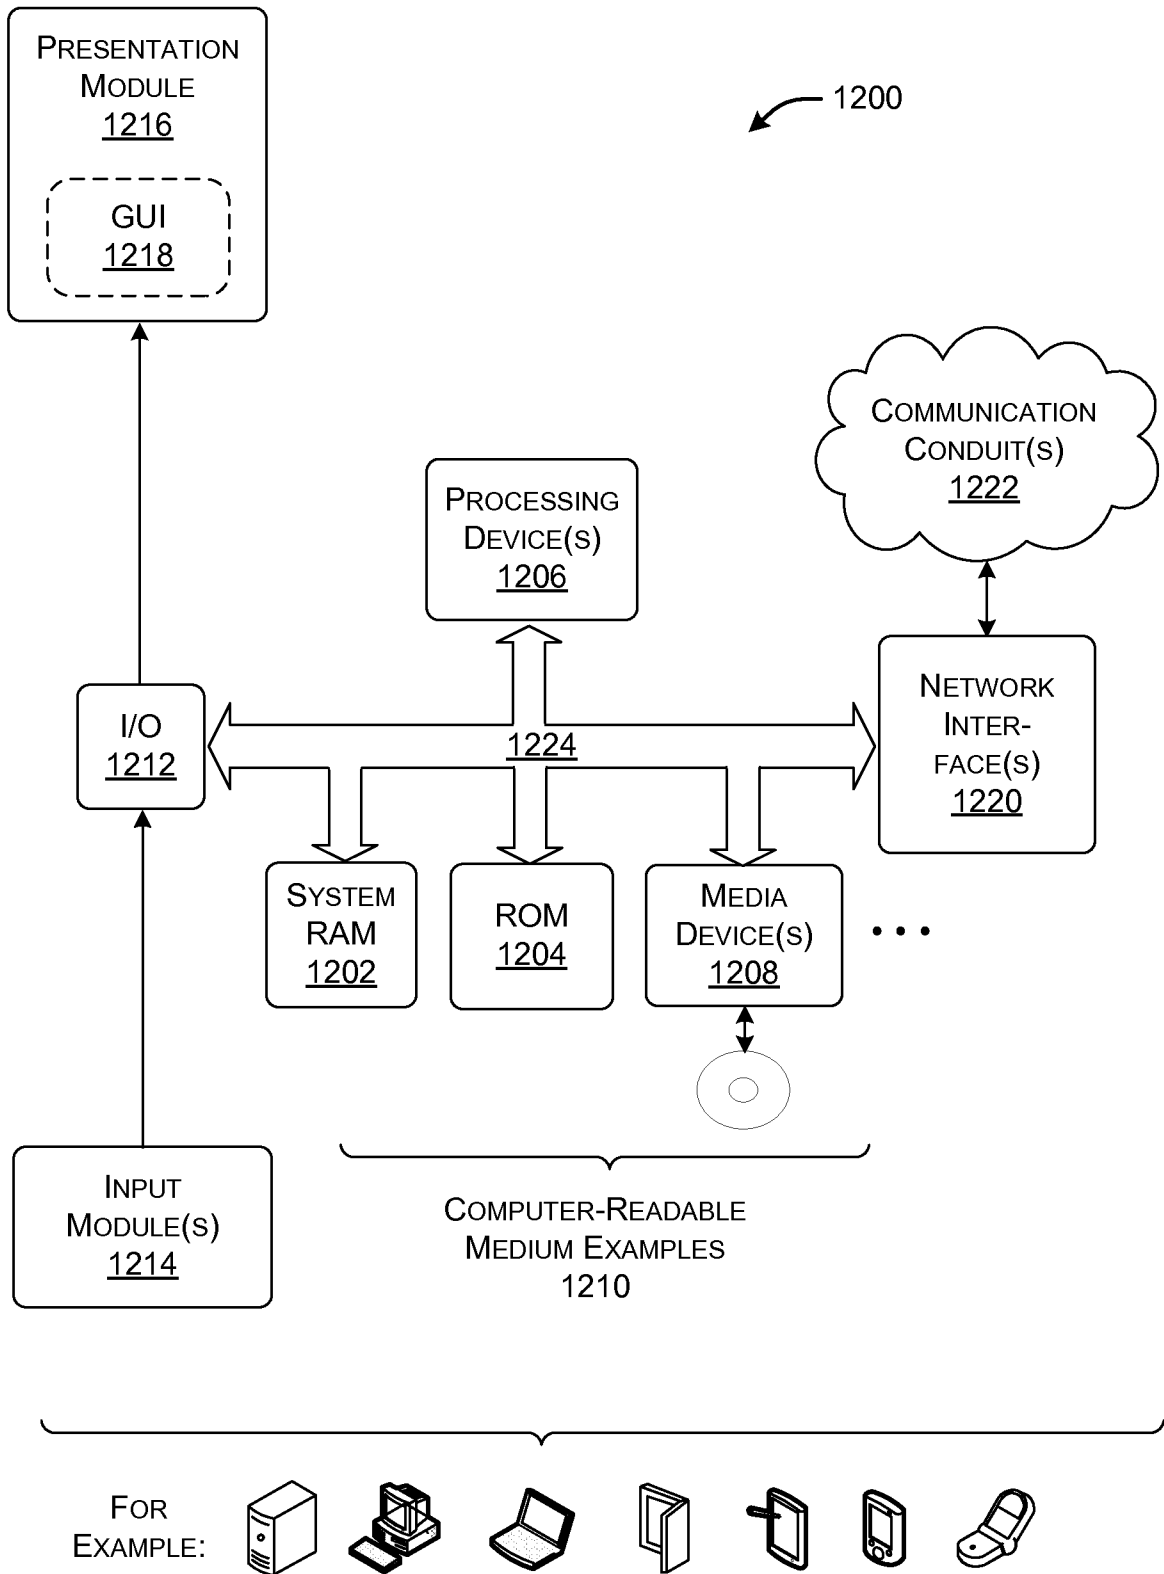 PRESENTATION
MODULE
1216
GUI
1218
1200
COMMUNICATION
CONDUIT(S)
1222
PROCESSING
DEVICE(S)
1206
I/O
1212
1224
NETWORK
INTER-
FACE(S)
1220
SYSTEM
RAM
1202
ROM
1204
MEDIA
DEVICE(S)
1208
INPUT
MODULE(S)
1214
COMPUTER-READABLE
MEDIUM EXAMPLES
1210
FOR
EXAMPLE: